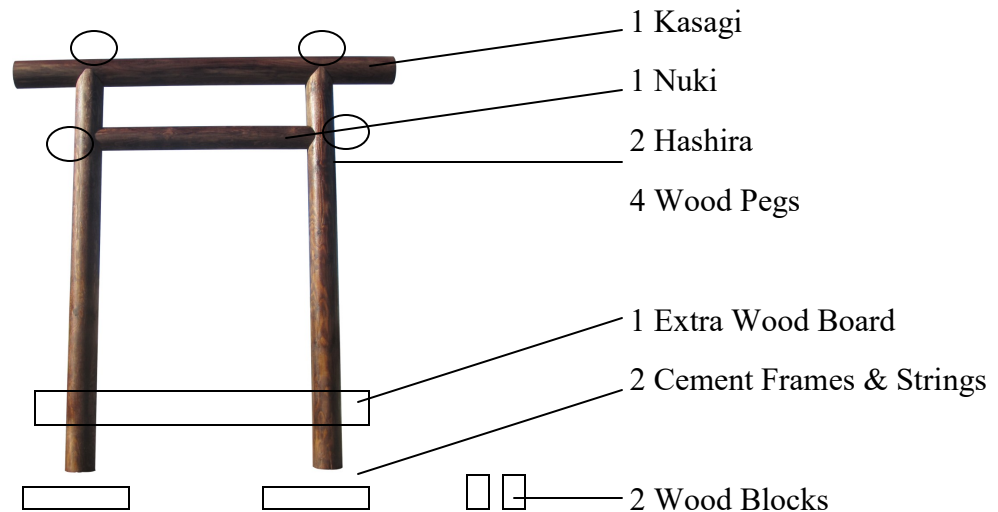 1 Kasagi
1 Nuki
2 Hashira
4 Wood Pegs
1 Extra Wood Board
2 Cement Frames & Strings
2 Wood Blocks